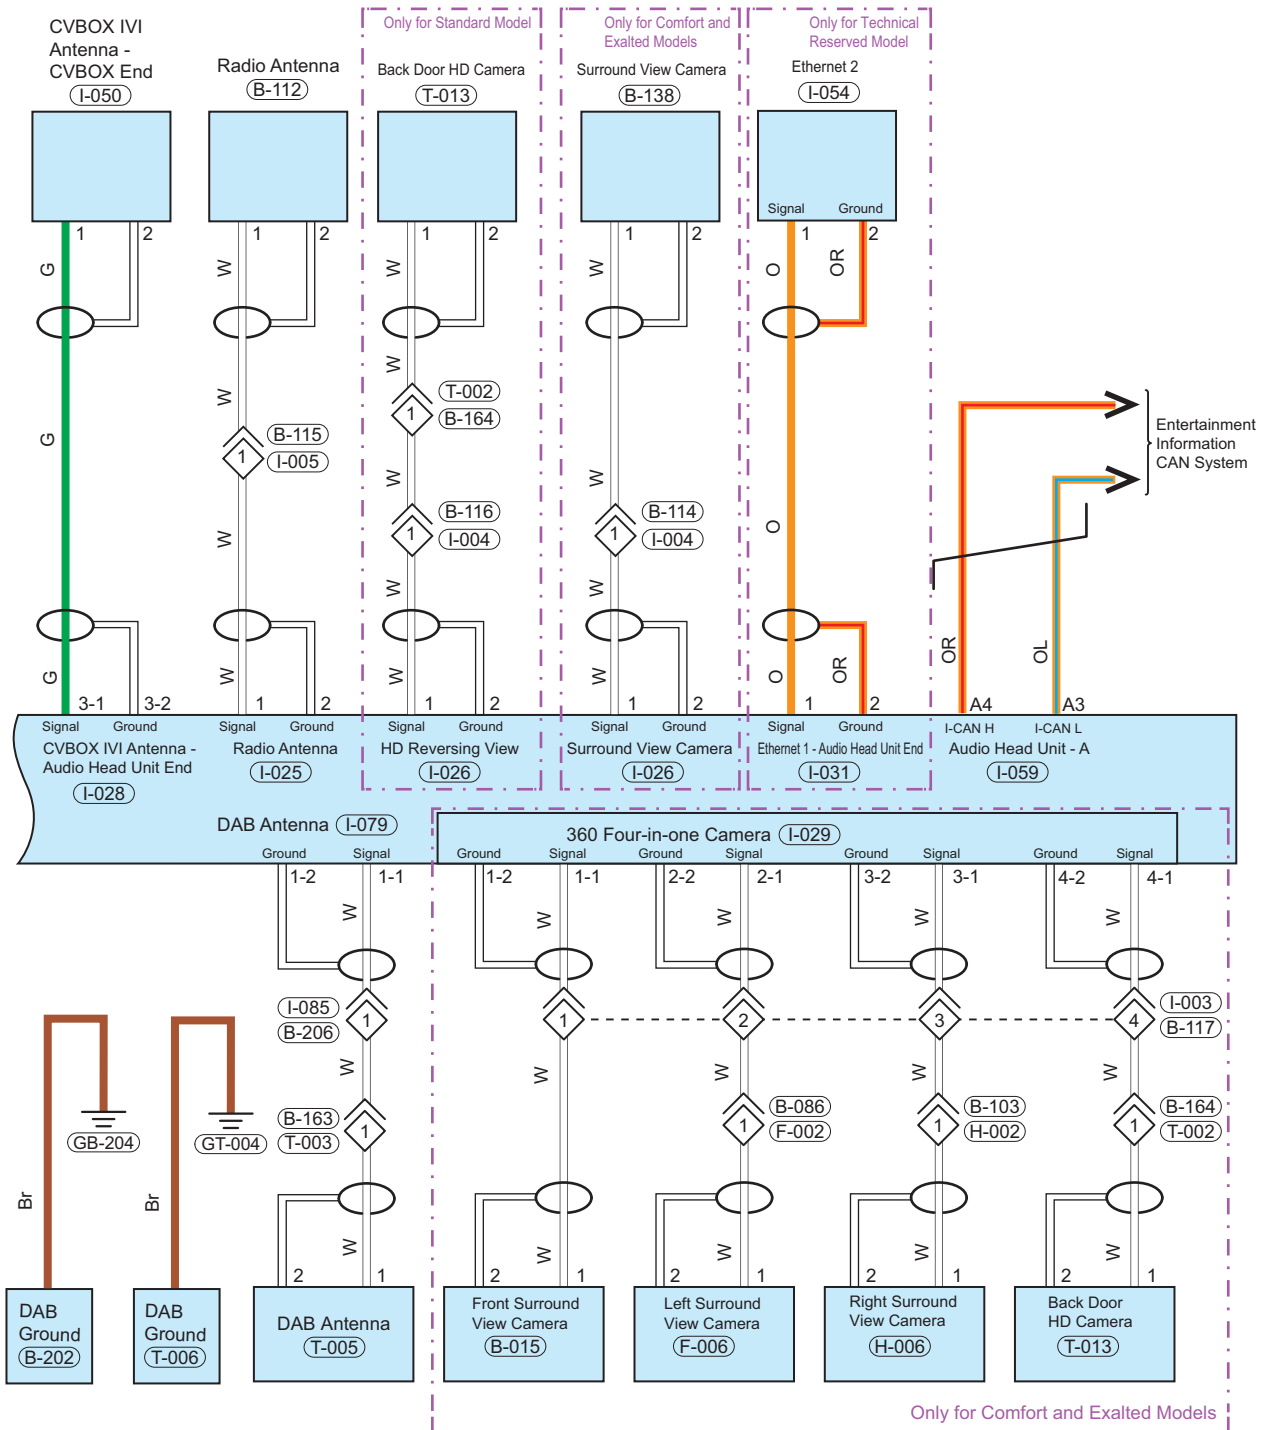 CVBOX IVI
Antenna -
CVBOX End
I-050
Radio Antenna
B-112
Only for Standard Model
Back Door HD Camera
T-013
Only for Comfort and
Exalted Models
Surround View Camera
B-138
Only for Technical
Reserved Model
Ethernet 2
I-054
Signal Ground
1 2 1 2 1 2 1 2 1 2
G W W W O OR
W
T-002
1
B-164
G W
B-115
1
I-005
W W
B-116
1
I-004
B-114
1
I-004
W O
W W
Entertainment
Information
CAN System
G W W W O OR OR OL
3-1 3-2 1 2 1 2 1 2 1 2 A4 A3
Signal Ground Signal Ground Signal Ground Signal Ground Signal Ground I-CAN H I-CAN L
CVBOX IVI Antenna -
Audio Head Unit End
I-028
Radio Antenna
I-025
HD Reversing View
I-026
Surround View Camera
I-026
Ethernet 1 - Audio Head Unit End
I-031
Audio Head Unit - A
I-059
DAB Antenna I-079
360 Four-in-one Camera I-029
Ground Signal Ground Signal Ground Signal Ground Signal Ground Signal
1-2 1-1 1-2 1-1 2-2 2-1 3-2 3-1 4-2 4-1
W W W W W
I-085
1
B-206
1 2 3 4
I-003
B-117
W W W W W
B-163
1
T-003
B-086
1
F-002
B-103
1
H-002
B-164
1
T-002
GB-204
GT-004
Br Br
W W W W W
2 1 2 1 2 1 2 1 2 1
DAB
Ground
B-202
DAB
Ground
T-006
DAB Antenna
T-005
Front Surround
View Camera
B-015
Left Surround
View Camera
F-006
Right Surround
View Camera
H-006
Back Door
HD Camera
T-013
Only for Comfort and Exalted Models